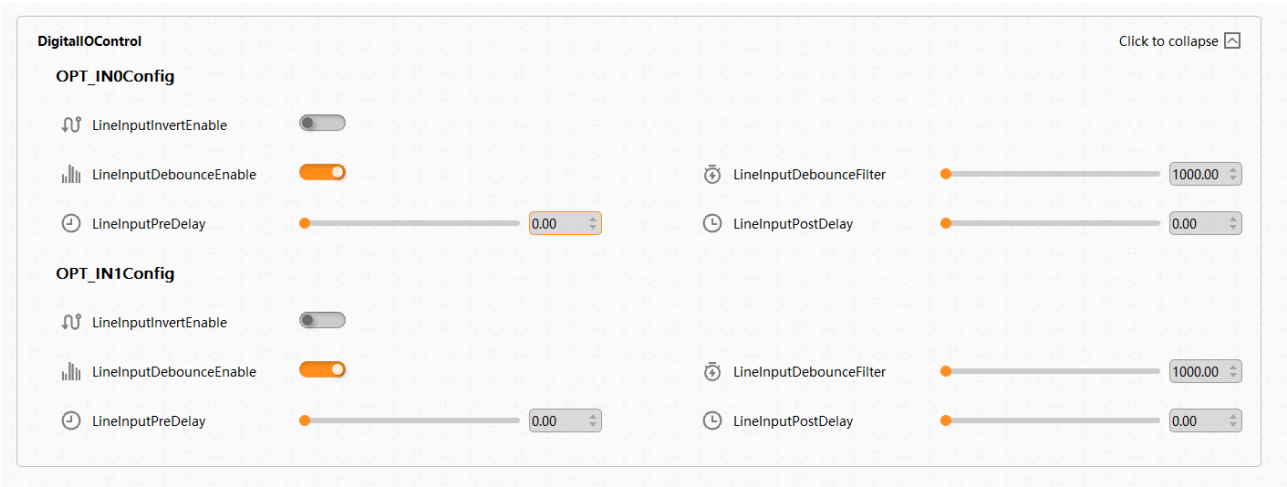 DigitalIOControl Click to collapse
OPT_IN0Config
LineInputInvertEnable
LineInputDebounceEnable LineInputDebounceFilter 1000.00
LineInputPreDelay 0.00 LineInputPostDelay 0.00
OPT_IN1Config
LineInputInvertEnable
LineInputDebounceEnable LineInputDebounceFilter 1000.00
LineInputPreDelay 0.00 LineInputPostDelay 0.00